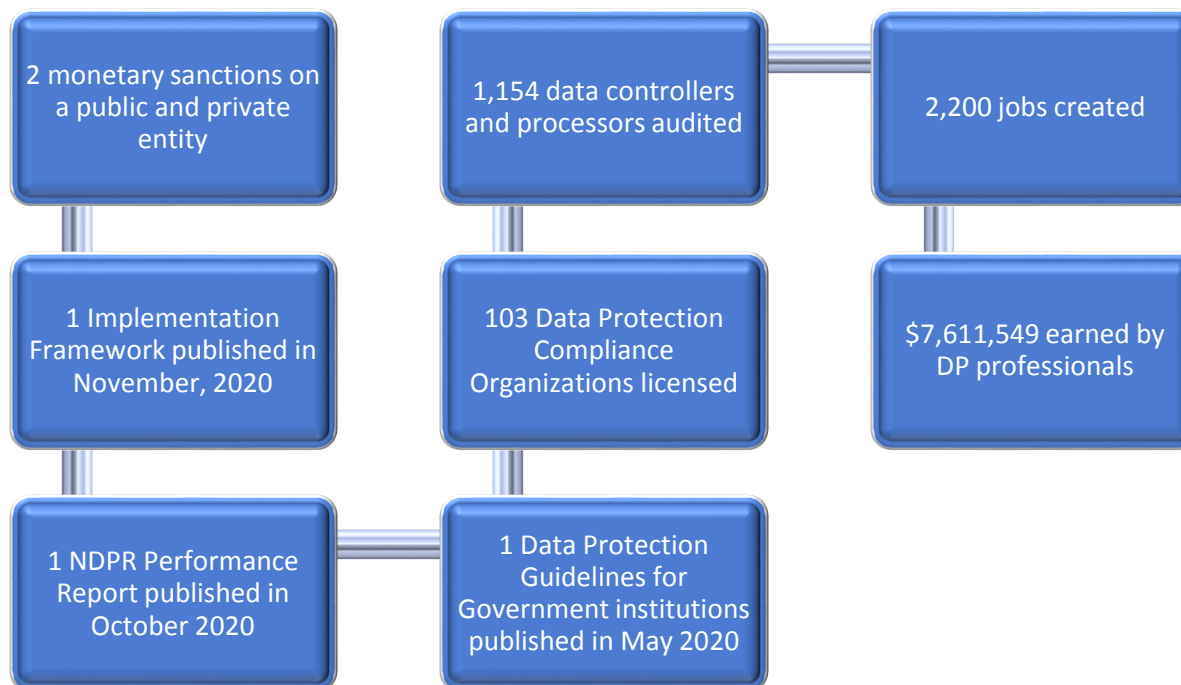 2 monetary sanctions on
a public and private
entity
1 Implementation
Framework published in
November, 2020
1 NDPR Performance
Report published in
October 2020
1 Data Protection
Guidelines for
Government institutions
published in May 2020
103 Data Protection
Compliance
Organizations licensed
1,154 data controllers
and processors audited
2,200 jobs created
$7,611,549 earned by
DP professionals